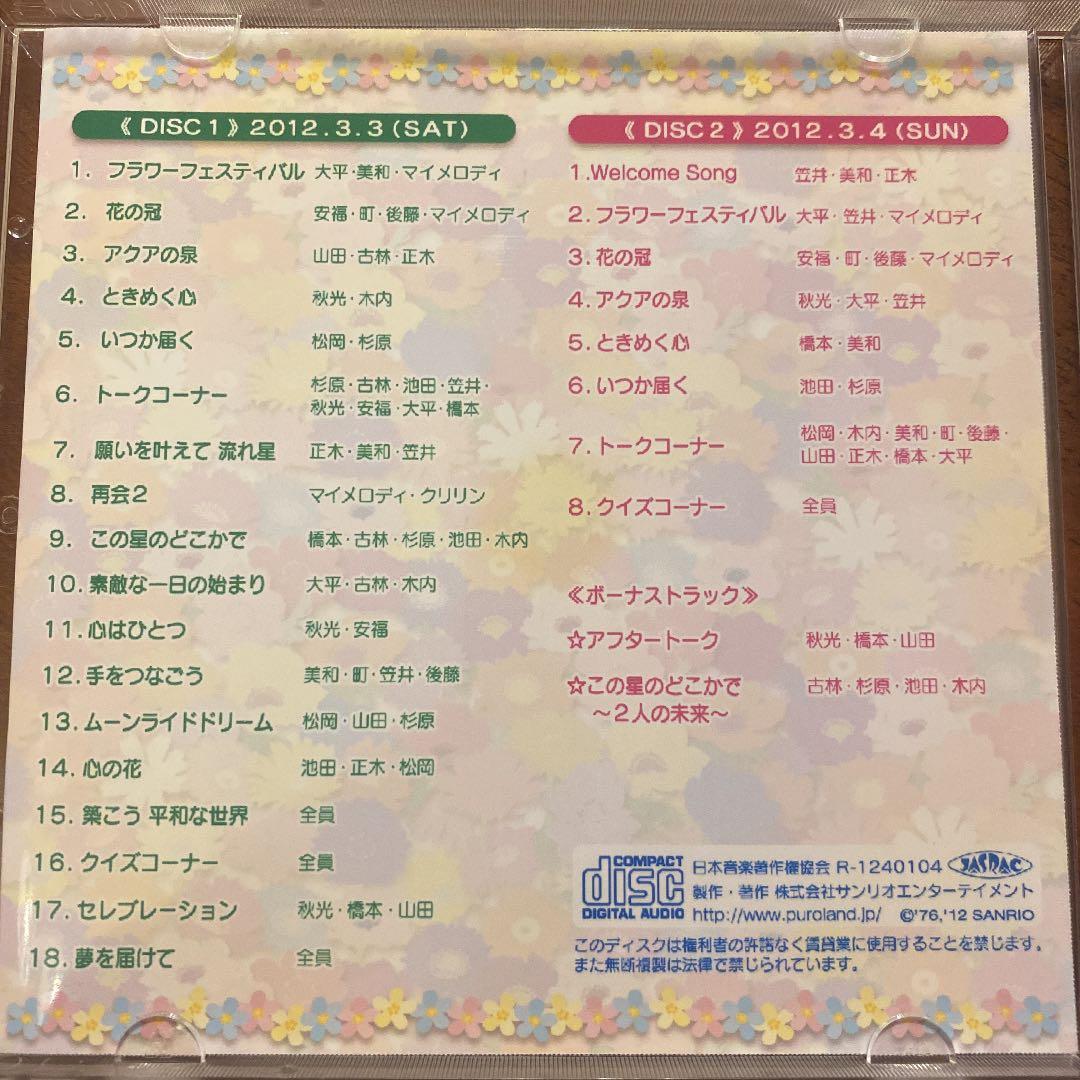 《DISC1》2012.3.3(SAT)
1. フラワーフェスティバル 大平・美和・マイメロディ
2. 花の冠 安福・町・後藤・マイメロディ
3. アクアの泉 山田・古林・正木
4. ときめく心 秋光・木内
5. いつか届く 松岡・杉原
6. トークコーナー 杉原・古林・池田・笠井・
秋光・安福・大平・橋本
7. 願いを叶えて 流れ星 正木・美和・笠井
8. 再会2 マイメロディ・クリリン
9. この星のどこかで 橋本・古林・杉原・池田・木内
10. 素敵な一日の始まり 大平・古林・木内
11. 心はひとつ 秋光・安福
12. 手をつなごう 美和・町・笠井・後藤
13. ムーンライドドリーム 松岡・山田・杉原
14. 心の花 池田・正木・松岡
15. 築こう 平和な世界 全員
16. クイズコーナー 全員
17. セレブレーション 秋光・橋本・山田
18. 夢を届けて 全員
《DISC2》2012.3.4(SUN)
1.Welcome Song 笠井・美和・正木
2.フラワーフェスティバル 大平・笠井・マイメロディ
3.花の冠 安福・町・後藤・マイメロディ
4.アクアの泉 秋光・大平・笠井
5.ときめく心 橋本・美和
6.いつか届く 池田・杉原
7.トークコーナー 松岡・木内・美和・町・後藤・
山田・正木・橋本・大平
8.クイズコーナー 全員
≪ボーナストラック≫
☆アフタートーク 秋光・橋本・山田
☆この星のどこかで 古林・杉原・池田・木内
～2人の未来～
COMPACT
disc
DIGITAL AUDIO
日本音楽著作権協会 R-1240104 JASRAC
製作・著作 株式会社サンリオエンターテイメント
http://www.puroland.jp/ ©'76,'12 SANRIO
このディスクは権利者の許諾なく賃貸業に使用することを禁じます。
また無断複製は法律で禁じられています。